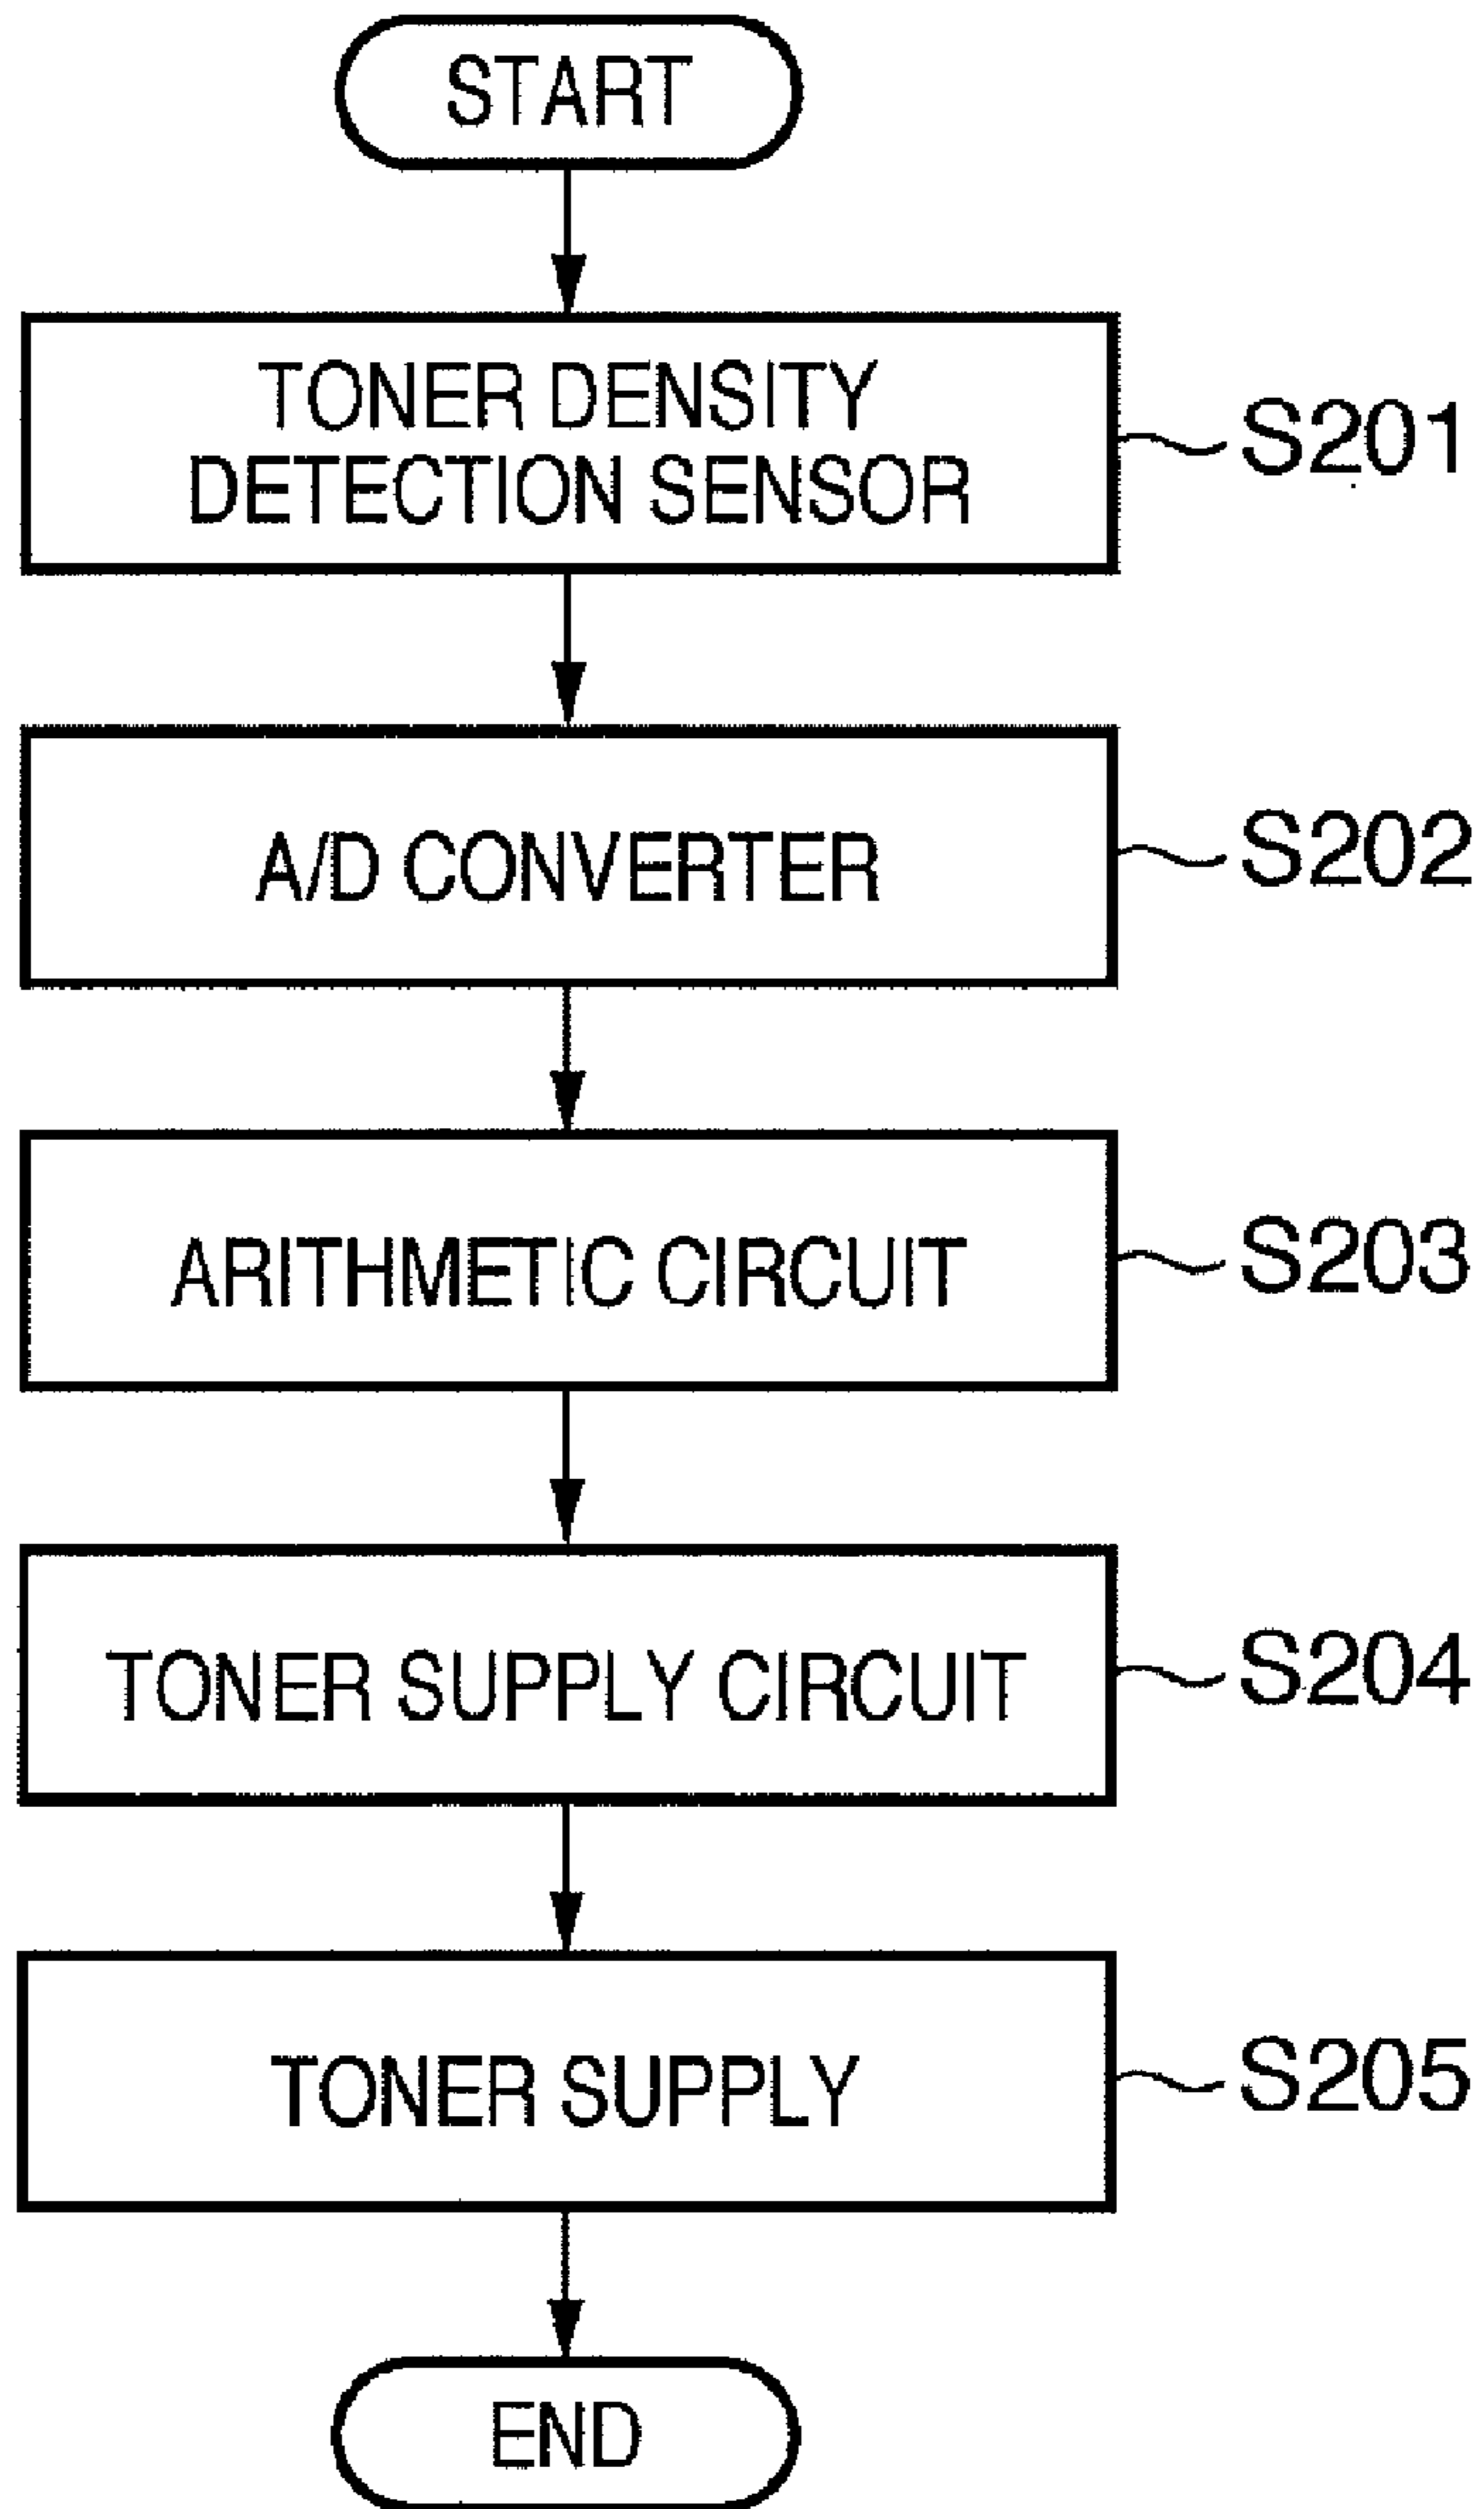 START
TONER DENSITY
DETECTION SENSOR
S201
A/D CONVERTER
S202
ARITHMETIC CIRCUIT
S203
TONER SUPPLY CIRCUIT
S204
TONER SUPPLY
S205
END